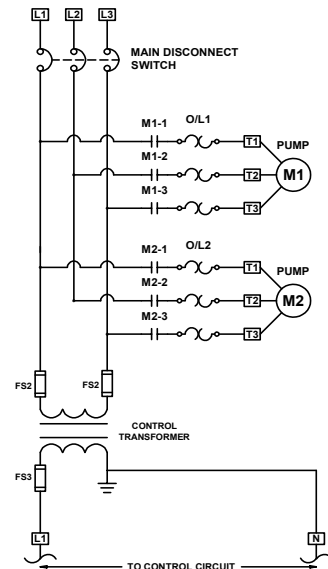 L1 L2 L3
MAIN DISCONNECT
SWITCH
M1-1 O/L1 T1 PUMP
M1-2 T2 M1
M1-3 T3
M2-1 O/L2 T1 PUMP
M2-2 T2 M2
M2-3 T3
FS2 FS2
CONTROL
TRANSFORMER
FS3
L1 N
TO CONTROL CIRCUIT